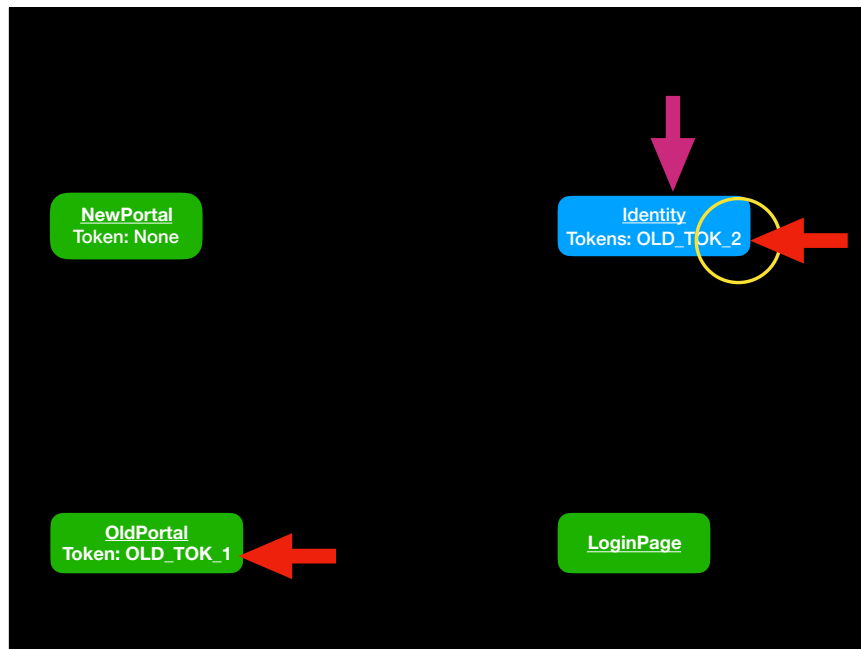 NewPortal
Token: None
Identity
Tokens: OLD_TOK_2
OldPortal
Token: OLD_TOK_1
LoginPage